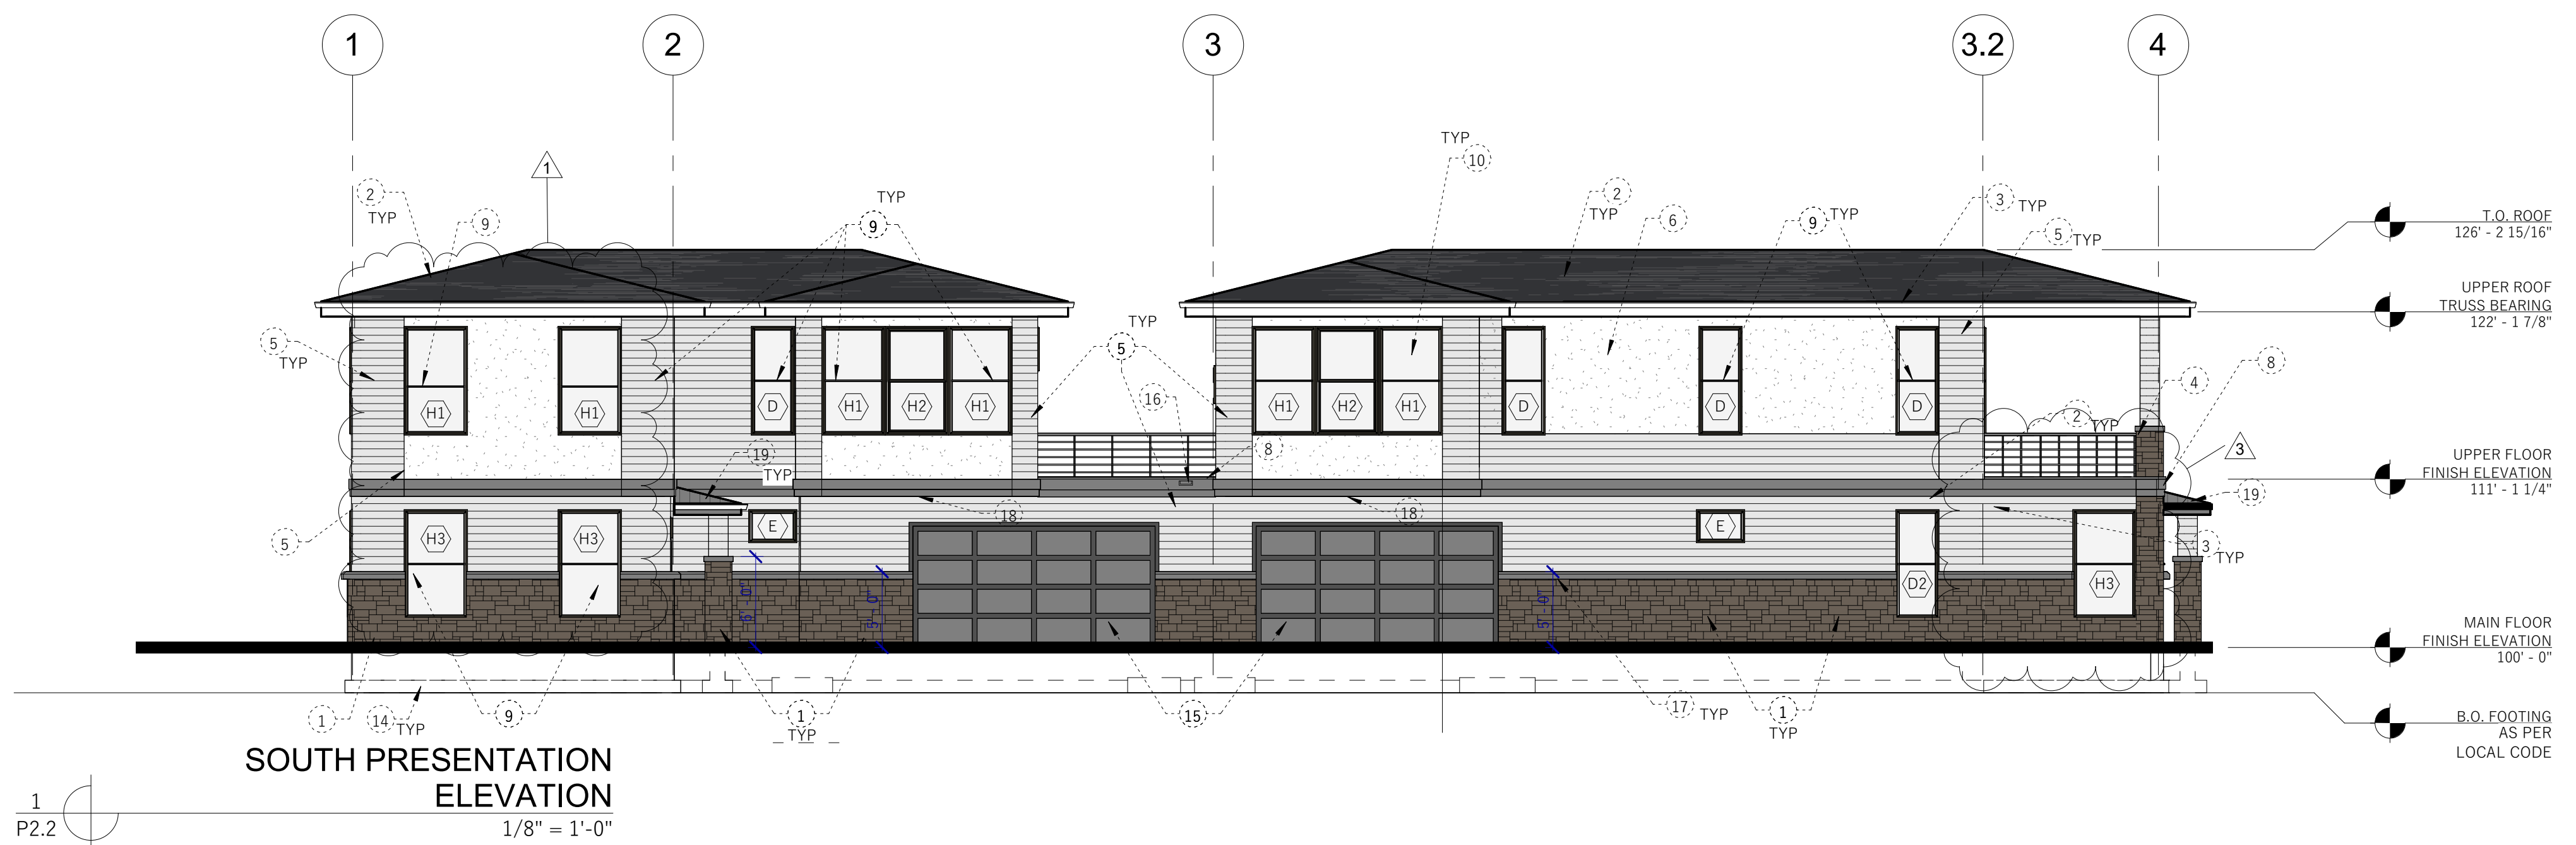 1
2
3
3.2
4
TYP
10
1
2
TYP
9
TYP
9
2
TYP
6
9
TYP
3
TYP
5
TYP
T.O. ROOF
126' - 2 15/16"
UPPER ROOF
TRUSS BEARING
122' - 1 7/8"
5
TYP
TYP
5
8
4
16
H1
H1
D
H1
H2
H1
H1
H2
H1
D
D
D
2
TYP
8
3
19
TYP
UPPER FLOOR
FINISH ELEVATION
111' - 1 1/4"
19
18
18
5
H3
H3
E
E
3
TYP
D2
H3
6' - 0"
5' - 0"
5' - 0"
MAIN FLOOR
FINISH ELEVATION
100' - 0"
1
14
TYP
9
1
TYP
15
17
TYP
1
TYP
B.O. FOOTING
AS PER
LOCAL CODE
SOUTH PRESENTATION
ELEVATION
1
P2.2
1/8" = 1'-0"